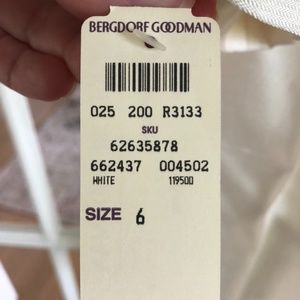 BERGDORF GOODMAN
025 200 R3133
SKU
62635878
662437 004502
WHITE 119500
SIZE 6